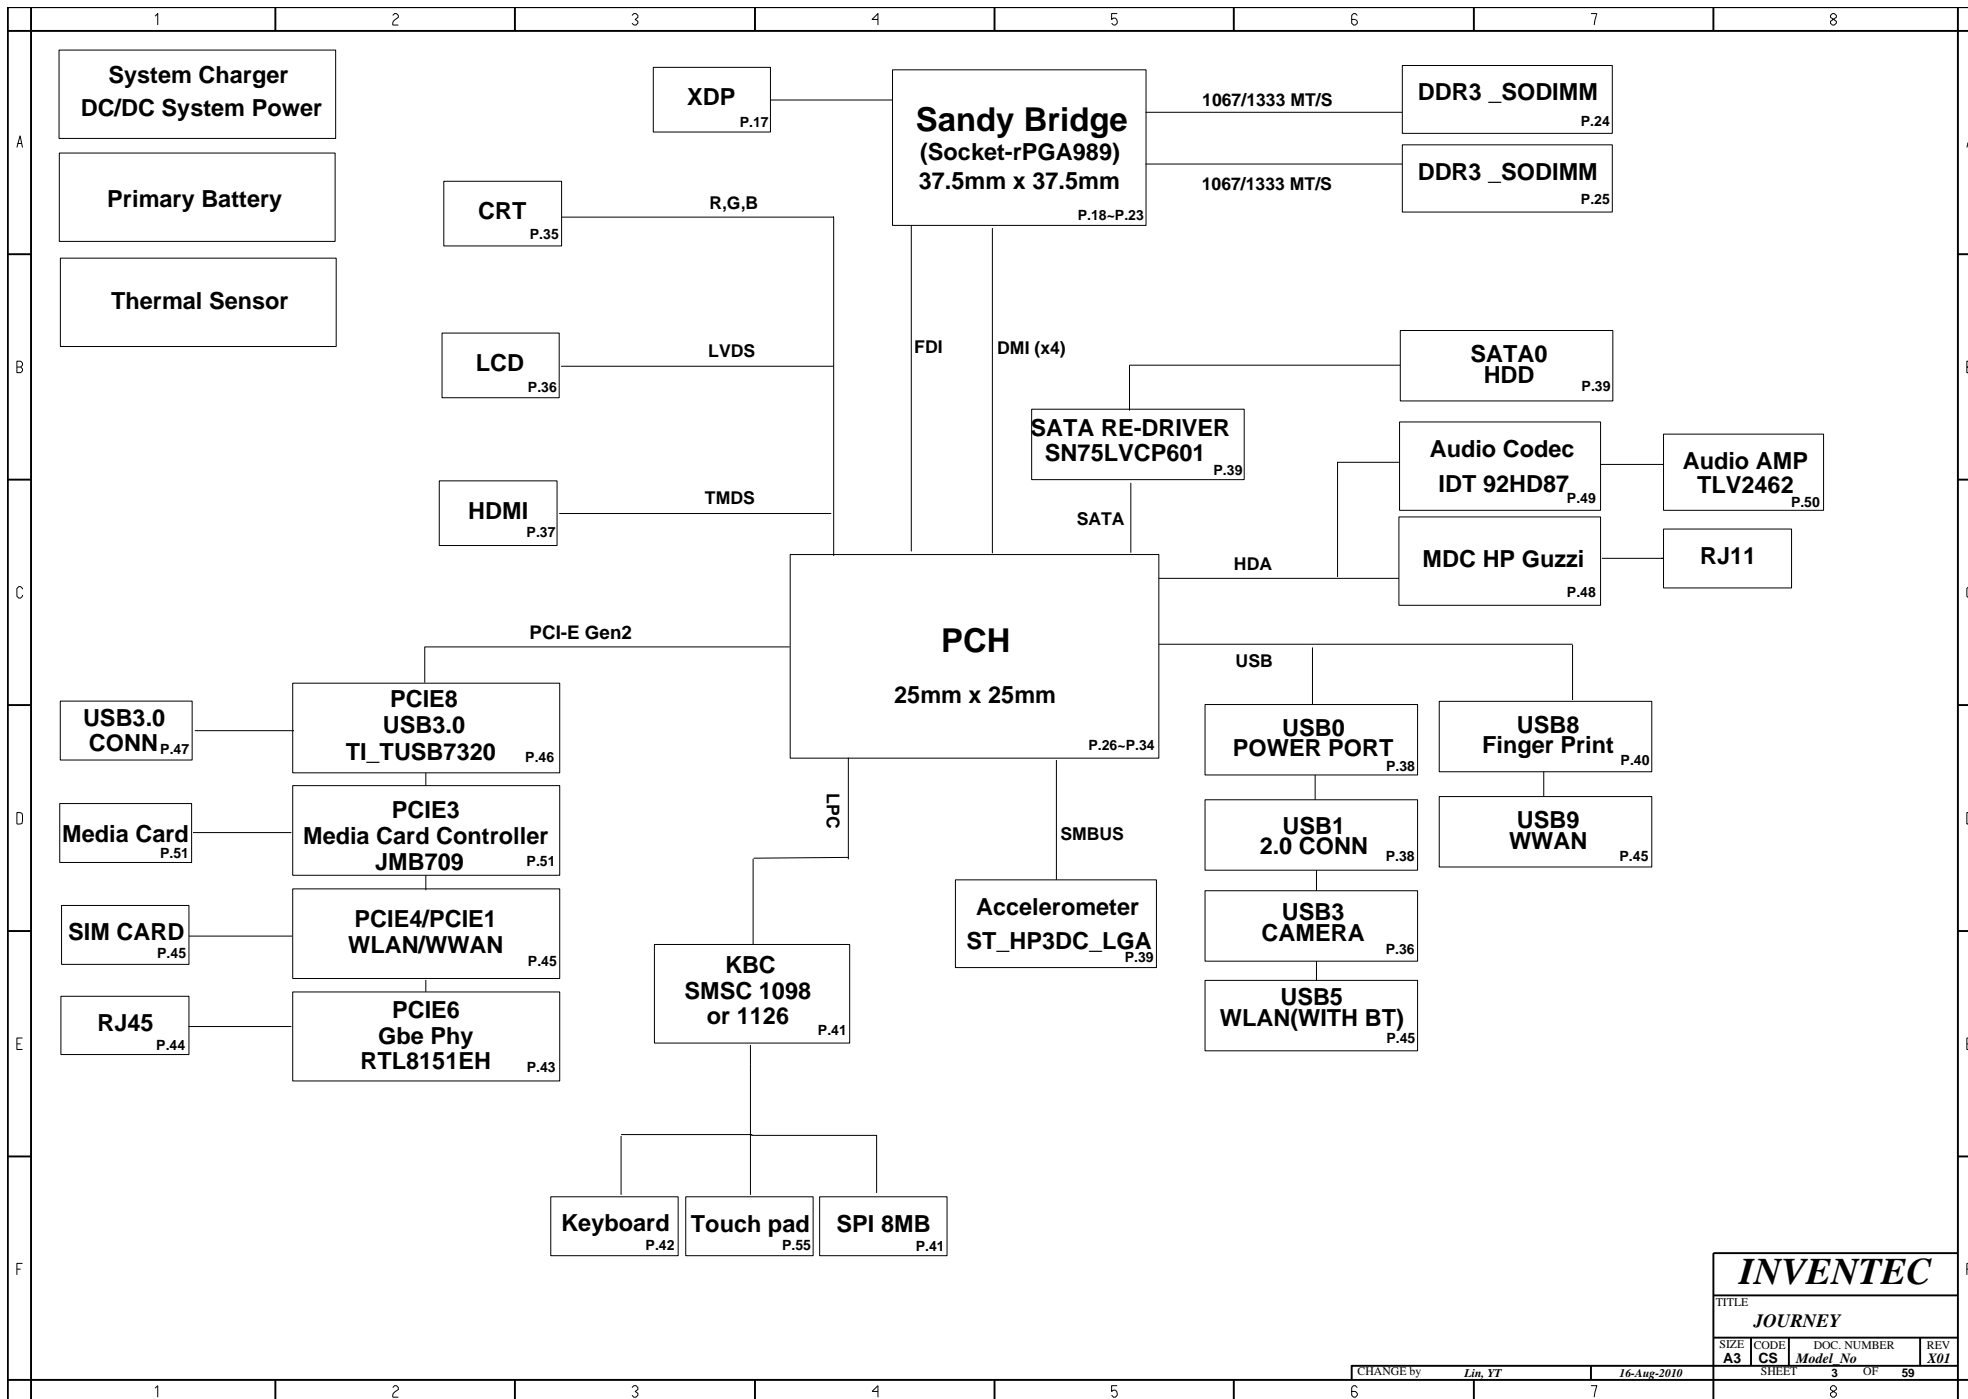 1 2 3 4 5 6 7 8
A
B
C
D
E
F
System Charger
DC/DC System Power
Primary Battery
Thermal Sensor
XDP
P.17
Sandy Bridge
(Socket-rPGA989)
37.5mm x 37.5mm
P.18~P.23
1067/1333 MT/S
DDR3 _SODIMM
P.24
1067/1333 MT/S
DDR3 _SODIMM
P.25
CRT
P.35
R,G,B
LCD
P.36
LVDS
HDMI
P.37
TMDS
FDI
DMI (x4)
SATA0
HDD
P.39
SATA RE-DRIVER
SN75LVCP601
P.39
SATA
Audio Codec
IDT 92HD87
P.49
Audio AMP
TLV2462
P.50
HDA
MDC HP Guzzi
P.48
RJ11
PCH
25mm x 25mm
P.26~P.34
PCI-E Gen2
USB
USB3.0
CONN
P.47
PCIE8
USB3.0
TI_TUSB7320
P.46
Media Card
P.51
PCIE3
Media Card Controller
JMB709
P.51
SIM CARD
P.45
PCIE4/PCIE1
WLAN/WWAN
P.45
RJ45
P.44
PCIE6
Gbe Phy
RTL8151EH
P.43
LPC
SMBUS
KBC
SMSC 1098
or 1126
P.41
Accelerometer
ST_HP3DC_LGA
P.39
USB0
POWER PORT
P.38
USB1
2.0 CONN
P.38
USB3
CAMERA
P.36
USB5
WLAN(WITH BT)
P.45
USB8
Finger Print
P.40
USB9
WWAN
P.45
Keyboard
P.42
Touch pad
P.55
SPI 8MB
P.41
INVENTEC
TITLE
JOURNEY
SIZE CODE DOC. NUMBER REV
A3 CS Model_No X01
CHANGE by Lin, YT 16-Aug-2010 SHEET 3 OF 59
1 2 3 4 5 6 7 8